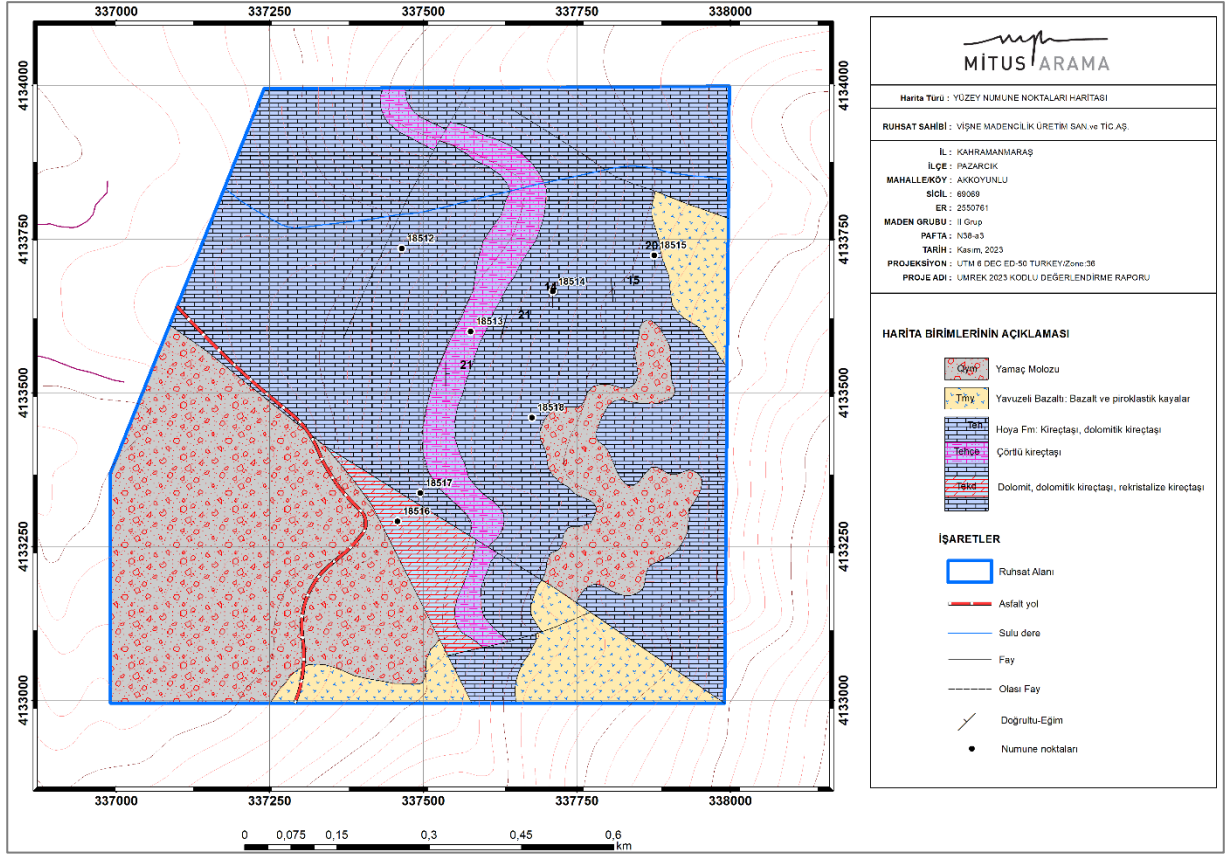 337000 337250 337500 337750 338000
4134000 4134000
4133750 4133750
4133500 4133500
4133250 4133250
4133000 4133000
18512
20 18515
15
14 18514
21
18513
21
18518
18517
18516
337000 337250 337500 337750 338000
0 0,075 0,15 0,3 0,45 0,6
km
MİTUS ARAMA
Harita Türü : YÜZEY NUMUNE NOKTALARI HARİTASI
RUHSAT SAHİBİ : VİŞNE MADENCİLİK ÜRETİM SAN.ve TİC.AŞ.
İL : KAHRAMANMARAŞ
İLÇE : PAZARCIK
MAHALLE/KÖY : AKKOYUNLU
SİCİL : 69069
ER : 2550761
MADEN GRUBU : II Grup
PAFTA : N38-a3
TARİH : Kasım, 2023
PROJEKSİYON : UTM 6 DEC ED-50 TURKEY/Zone:36
PROJE ADI : UMREK 2023 KODLU DEĞERLENDİRME RAPORU
HARİTA BİRİMLERİNİN AÇIKLAMASI
Qym Yamaç Molozu
Tmy Yavuzeli Bazaltı: Bazalt ve piroklastik kayalar
Teh Hoya Fm: Kireçtaşı, dolomitik kireçtaşı
Tehçe Çörtlü kireçtaşı
Tekd Dolomit, dolomitik kireçtaşı, rekristalize kireçtaşı
İŞARETLER
Ruhsat Alanı
Asfalt yol
Sulu dere
Fay
Olası Fay
Doğrultu-Eğim
Numune noktaları